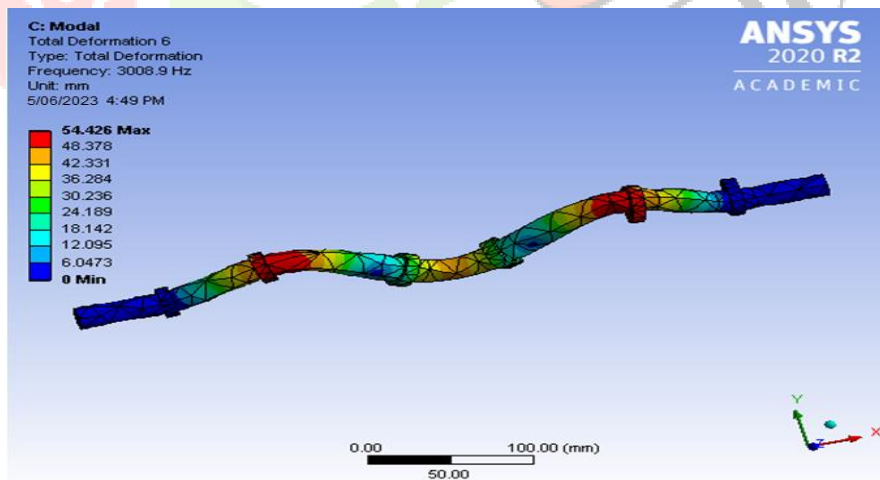 C: Modal
Total Deformation 6
Type: Total Deformation
Frequency: 3008.9 Hz
Unit: mm
5/06/2023 4:49 PM
54.426 Max
48.378
42.331
36.284
30.236
24.189
18.142
12.095
6.0473
0 Min
ANSYS
2020 R2
ACADEMIC
0.00 100.00 (mm)
50.00
Y
X
Z